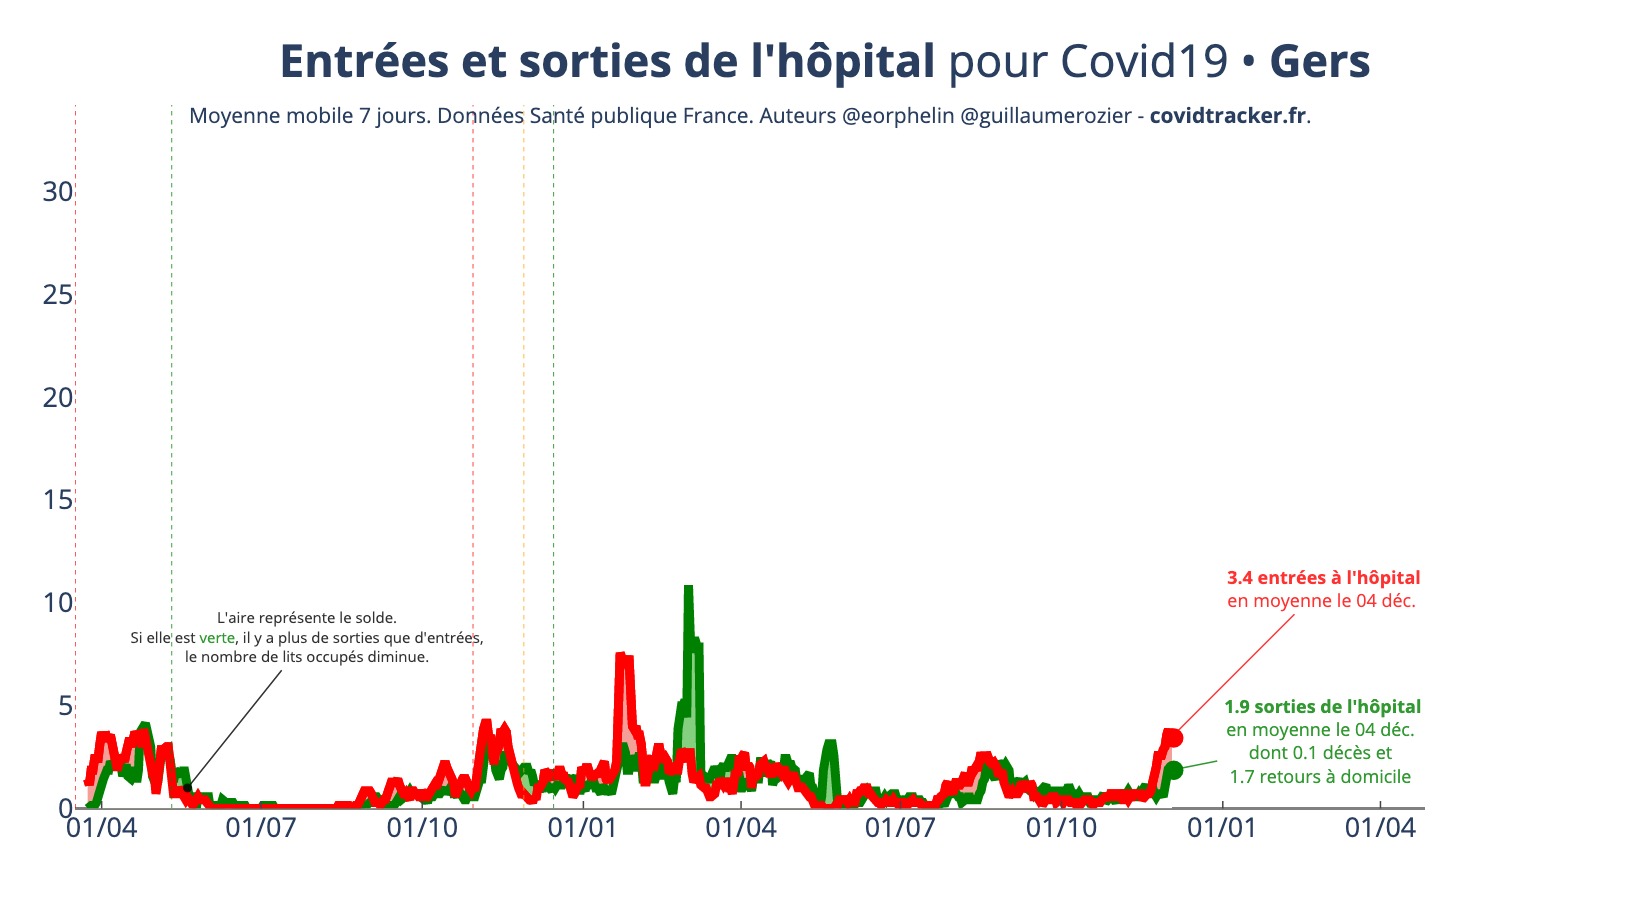 Entrées et sorties de l'hôpital pour Covid19 • Gers
Moyenne mobile 7 jours. Données Santé publique France. Auteurs @eorphelin @guillaumerozier - covidtracker.fr.
30
25
20
15
10
5
0
L'aire représente le solde.
Si elle est verte, il y a plus de sorties que d'entrées,
le nombre de lits occupés diminue.
3.4 entrées à l'hôpital
en moyenne le 04 déc.
1.9 sorties de l'hôpital
en moyenne le 04 déc.
dont 0.1 décès et
1.7 retours à domicile
01/04
01/07
01/10
01/01
01/04
01/07
01/10
01/01
01/04